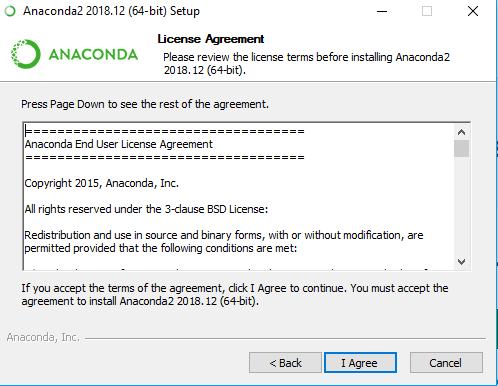 Anaconda2 2018.12 (64-bit) Setup
ANACONDA
License Agreement
Please review the license terms before installing Anaconda2
2018.12 (64-bit).
Press Page Down to see the rest of the agreement.
===================================
Anaconda End User License Agreement
===================================
Copyright 2015, Anaconda, Inc.
All rights reserved under the 3-clause BSD License:
Redistribution and use in source and binary forms, with or without modification, are
permitted provided that the following conditions are met:
If you accept the terms of the agreement, click I Agree to continue. You must accept the
agreement to install Anaconda2 2018.12 (64-bit).
Anaconda, Inc.
< Back
I Agree
Cancel